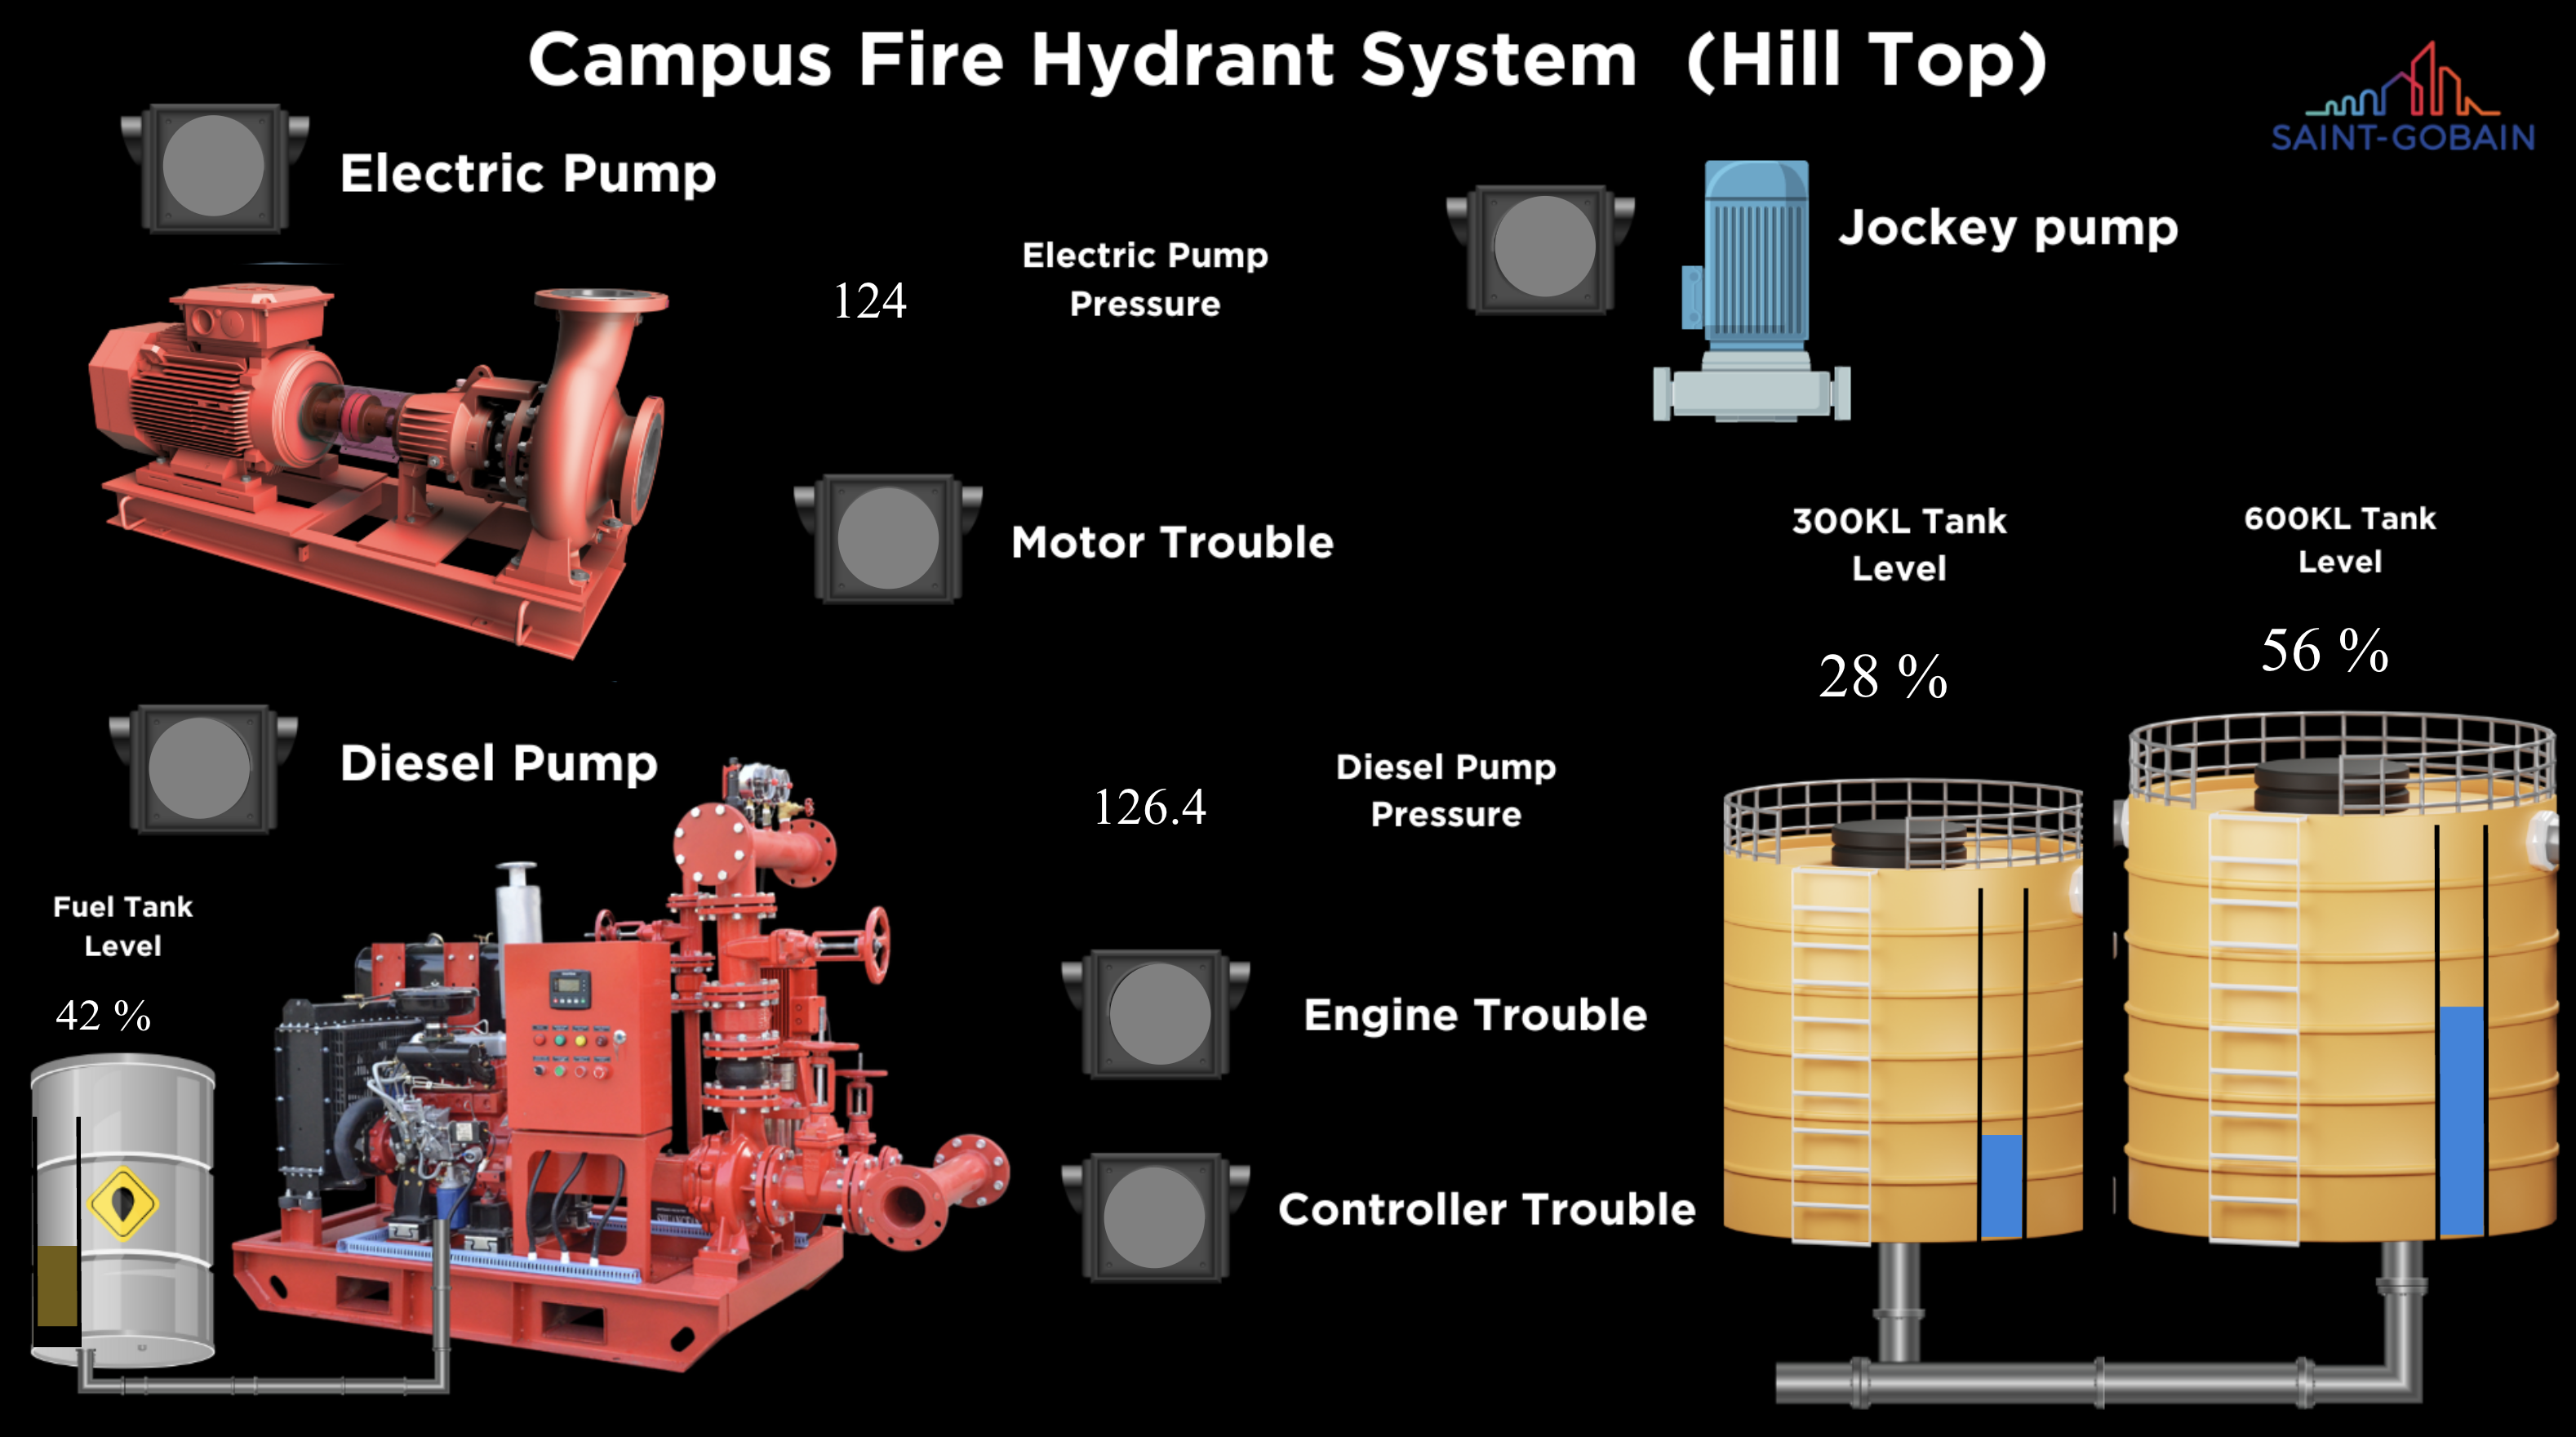 Campus Fire Hydrant System (Hill Top)
SAINT-GOBAIN
Electric Pump
Jockey pump
Electric Pump
Pressure
124
Motor Trouble
300KL Tank
Level
28 %
600KL Tank
Level
56 %
Diesel Pump
Diesel Pump
Pressure
126.4
Fuel Tank
Level
42 %
Engine Trouble
Controller Trouble